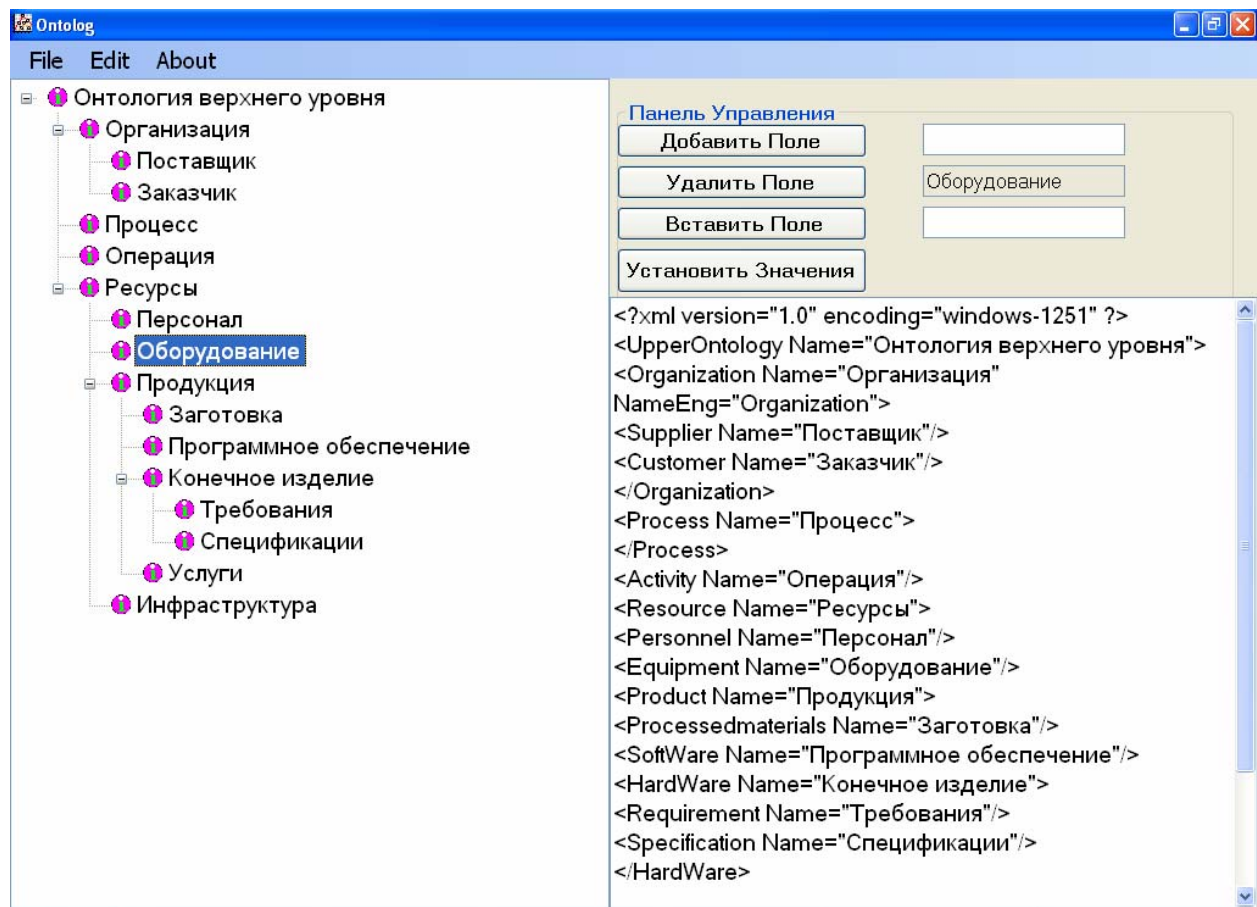 Ontolog
File Edit About
Онтология верхнего уровня
Организация
Поставщик
Заказчик
Процесс
Операция
Ресурсы
Персонал
Оборудование
Продукция
Заготовка
Программное обеспечение
Конечное изделие
Требования
Спецификации
Услуги
Инфраструктура
Панель Управления
Добавить Поле
Удалить Поле Оборудование
Вставить Поле
Установить Значения
<?xml version="1.0" encoding="windows-1251" ?>
<UpperOntology Name="Онтология верхнего уровня">
<Organization Name="Организация"
NameEng="Organization">
<Supplier Name="Поставщик"/>
<Customer Name="Заказчик"/>
</Organization>
<Process Name="Процесс">
</Process>
<Activity Name="Операция"/>
<Resource Name="Ресурсы">
<Personnel Name="Персонал"/>
<Equipment Name="Оборудование"/>
<Product Name="Продукция">
<Processedmaterials Name="Заготовка"/>
<SoftWare Name="Программное обеспечение"/>
<HardWare Name="Конечное изделие">
<Requirement Name="Требования"/>
<Specification Name="Спецификации"/>
</HardWare>